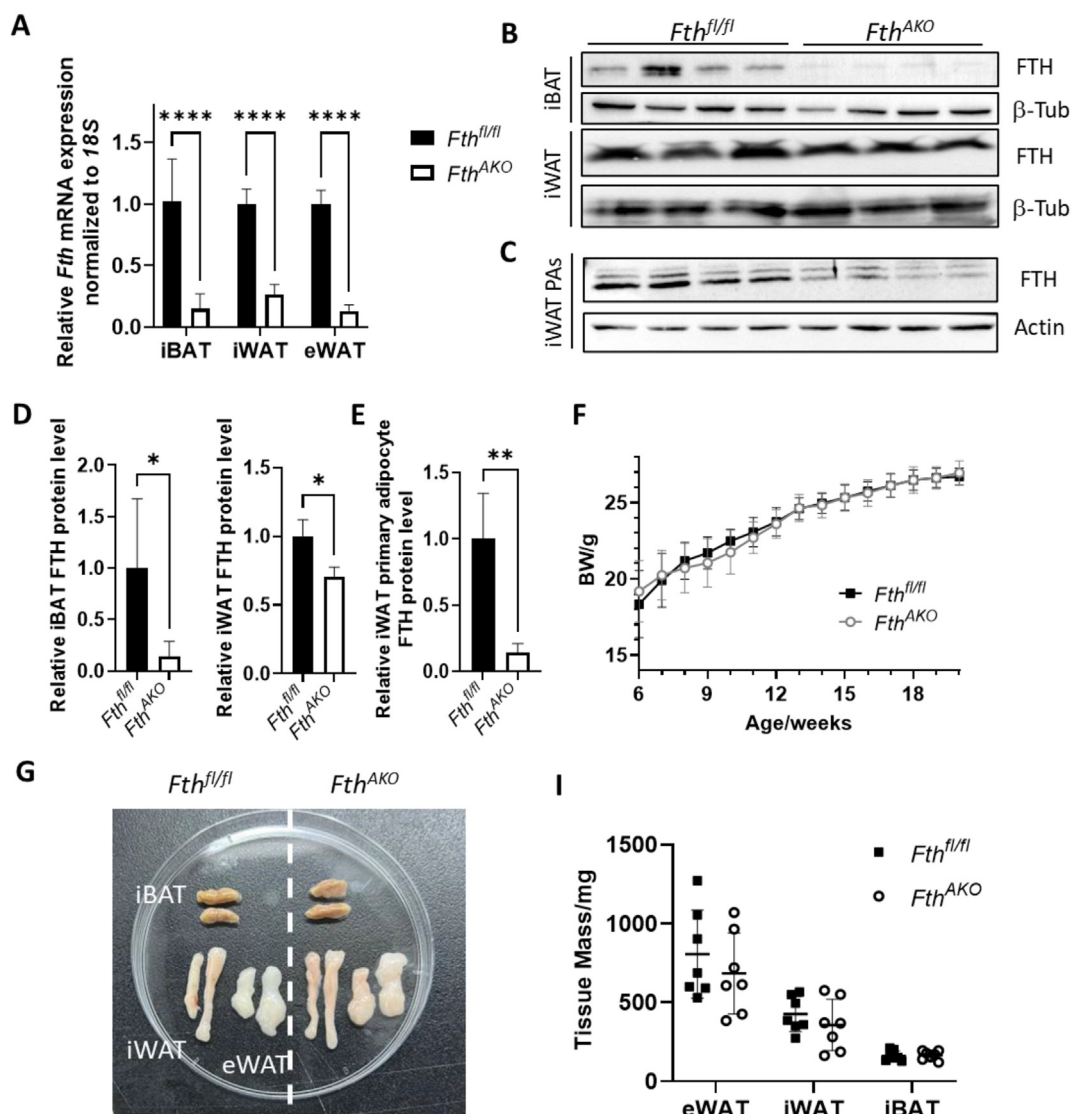 A
Relative Fth mRNA expression
normalized to 18S
**** **** ****
1.5
1.0
0.5
0.0
iBAT iWAT eWAT
Fth^fl/fl
Fth^AKO
B
Fth^fl/fl Fth^AKO
iBAT
FTH
β-Tub
iWAT
FTH
β-Tub
C
iWAT PAs
FTH
Actin
D
Relative iBAT FTH protein level
2.0
1.5
1.0
0.5
0.0
*
Fth^fl/fl
Fth^AKO
Relative iWAT FTH protein level
1.5
1.0
0.5
0.0
*
Fth^fl/fl
Fth^AKO
E
Relative iWAT primary adipocyte
FTH protein level
1.5
1.0
0.5
0.0
**
Fth^fl/fl
Fth^AKO
F
BW/g
25
20
15
Fth^fl/fl
Fth^AKO
6 9 12 15 18
Age/weeks
G
Fth^fl/fl Fth^AKO
iBAT
iWAT
eWAT
I
Tissue Mass/mg
1500
1000
500
0
Fth^fl/fl
Fth^AKO
eWAT iWAT iBAT